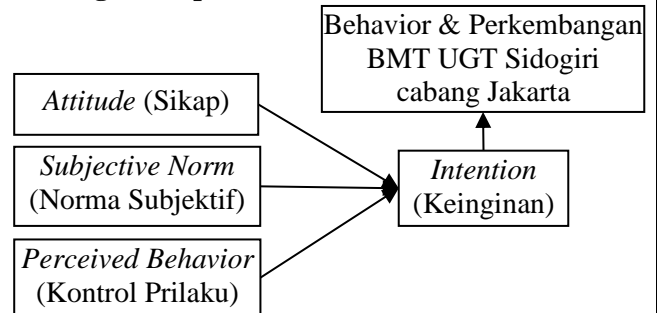 Behavior & Perkembangan
BMT UGT Sidogiri
cabang Jakarta
Attitude (Sikap)
Subjective Norm
(Norma Subjektif)
Intention
(Keinginan)
Perceived Behavior
(Kontrol Prilaku)